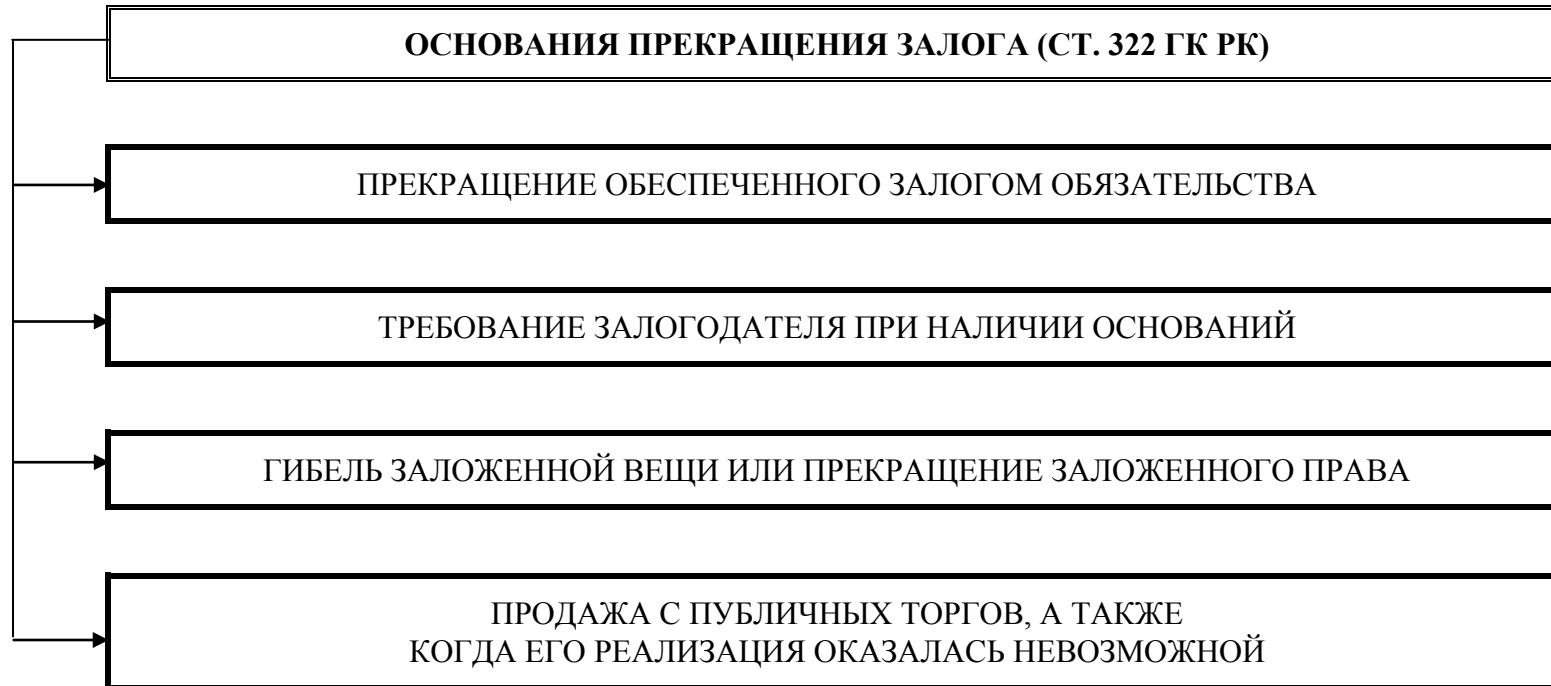 ОСНОВАНИЯ ПРЕКРАЩЕНИЯ ЗАЛОГА (СТ. 322 ГК РК)
ПРЕКРАЩЕНИЕ ОБЕСПЕЧЕННОГО ЗАЛОГОМ ОБЯЗАТЕЛЬСТВА
ТРЕБОВАНИЕ ЗАЛОГОДАТЕЛЯ ПРИ НАЛИЧИИ ОСНОВАНИЙ
ГИБЕЛЬ ЗАЛОЖЕННОЙ ВЕЩИ ИЛИ ПРЕКРАЩЕНИЕ ЗАЛОЖЕННОГО ПРАВА
ПРОДАЖА С ПУБЛИЧНЫХ ТОРГОВ, А ТАКЖЕ
КОГДА ЕГО РЕАЛИЗАЦИЯ ОКАЗАЛАСЬ НЕВОЗМОЖНОЙ